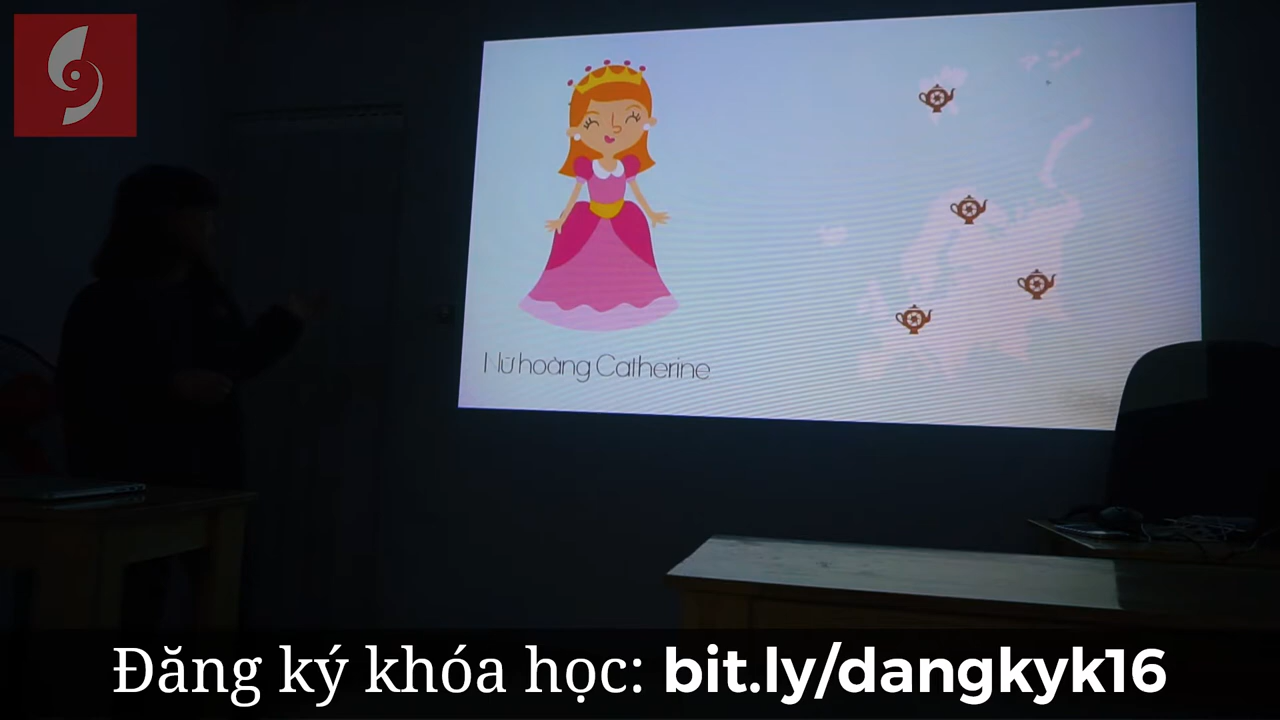 Nữ hoàng Catherine
Đăng ký khóa học: bit.ly/dangkyk16